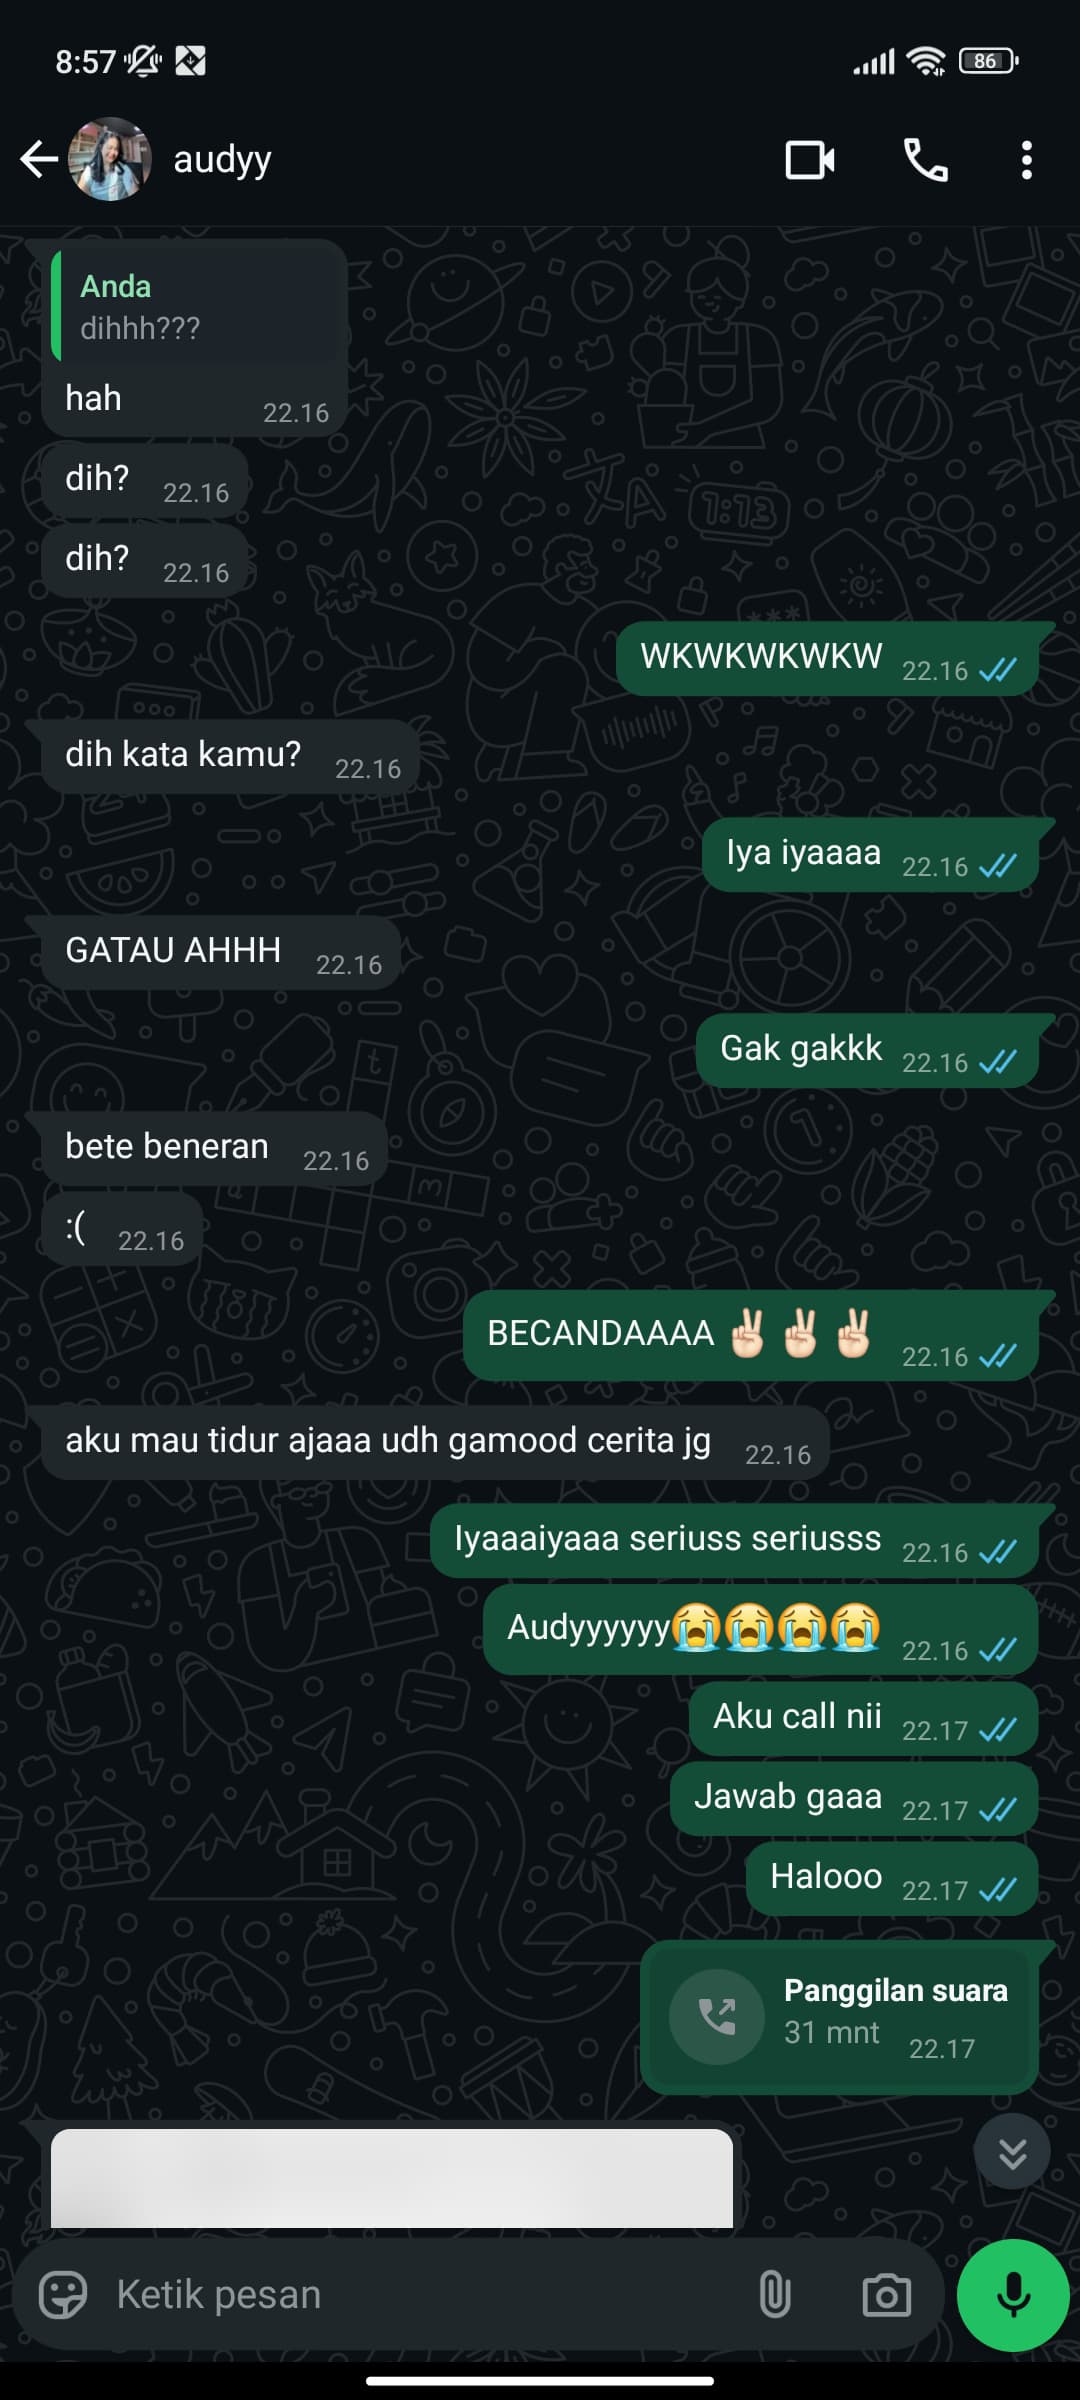 8:57
86
audyy
Anda
dihhh???
hah 22.16
dih? 22.16
dih? 22.16
WKWKWKWKW 22.16
dih kata kamu? 22.16
Iya iyaaaa 22.16
GATAU AHHH 22.16
Gak gakkk 22.16
bete beneran 22.16
:( 22.16
BECANDAAAA ✌🏻✌🏻✌🏻 22.16
aku mau tidur ajaaa udh gamood cerita jg 22.16
Iyaaaiyaaa seriuss seriusss 22.16
Audyyyyyy😭😭😭😭 22.16
Aku call nii 22.17
Jawab gaaa 22.17
Halooo 22.17
Panggilan suara
31 mnt 22.17
Ketik pesan